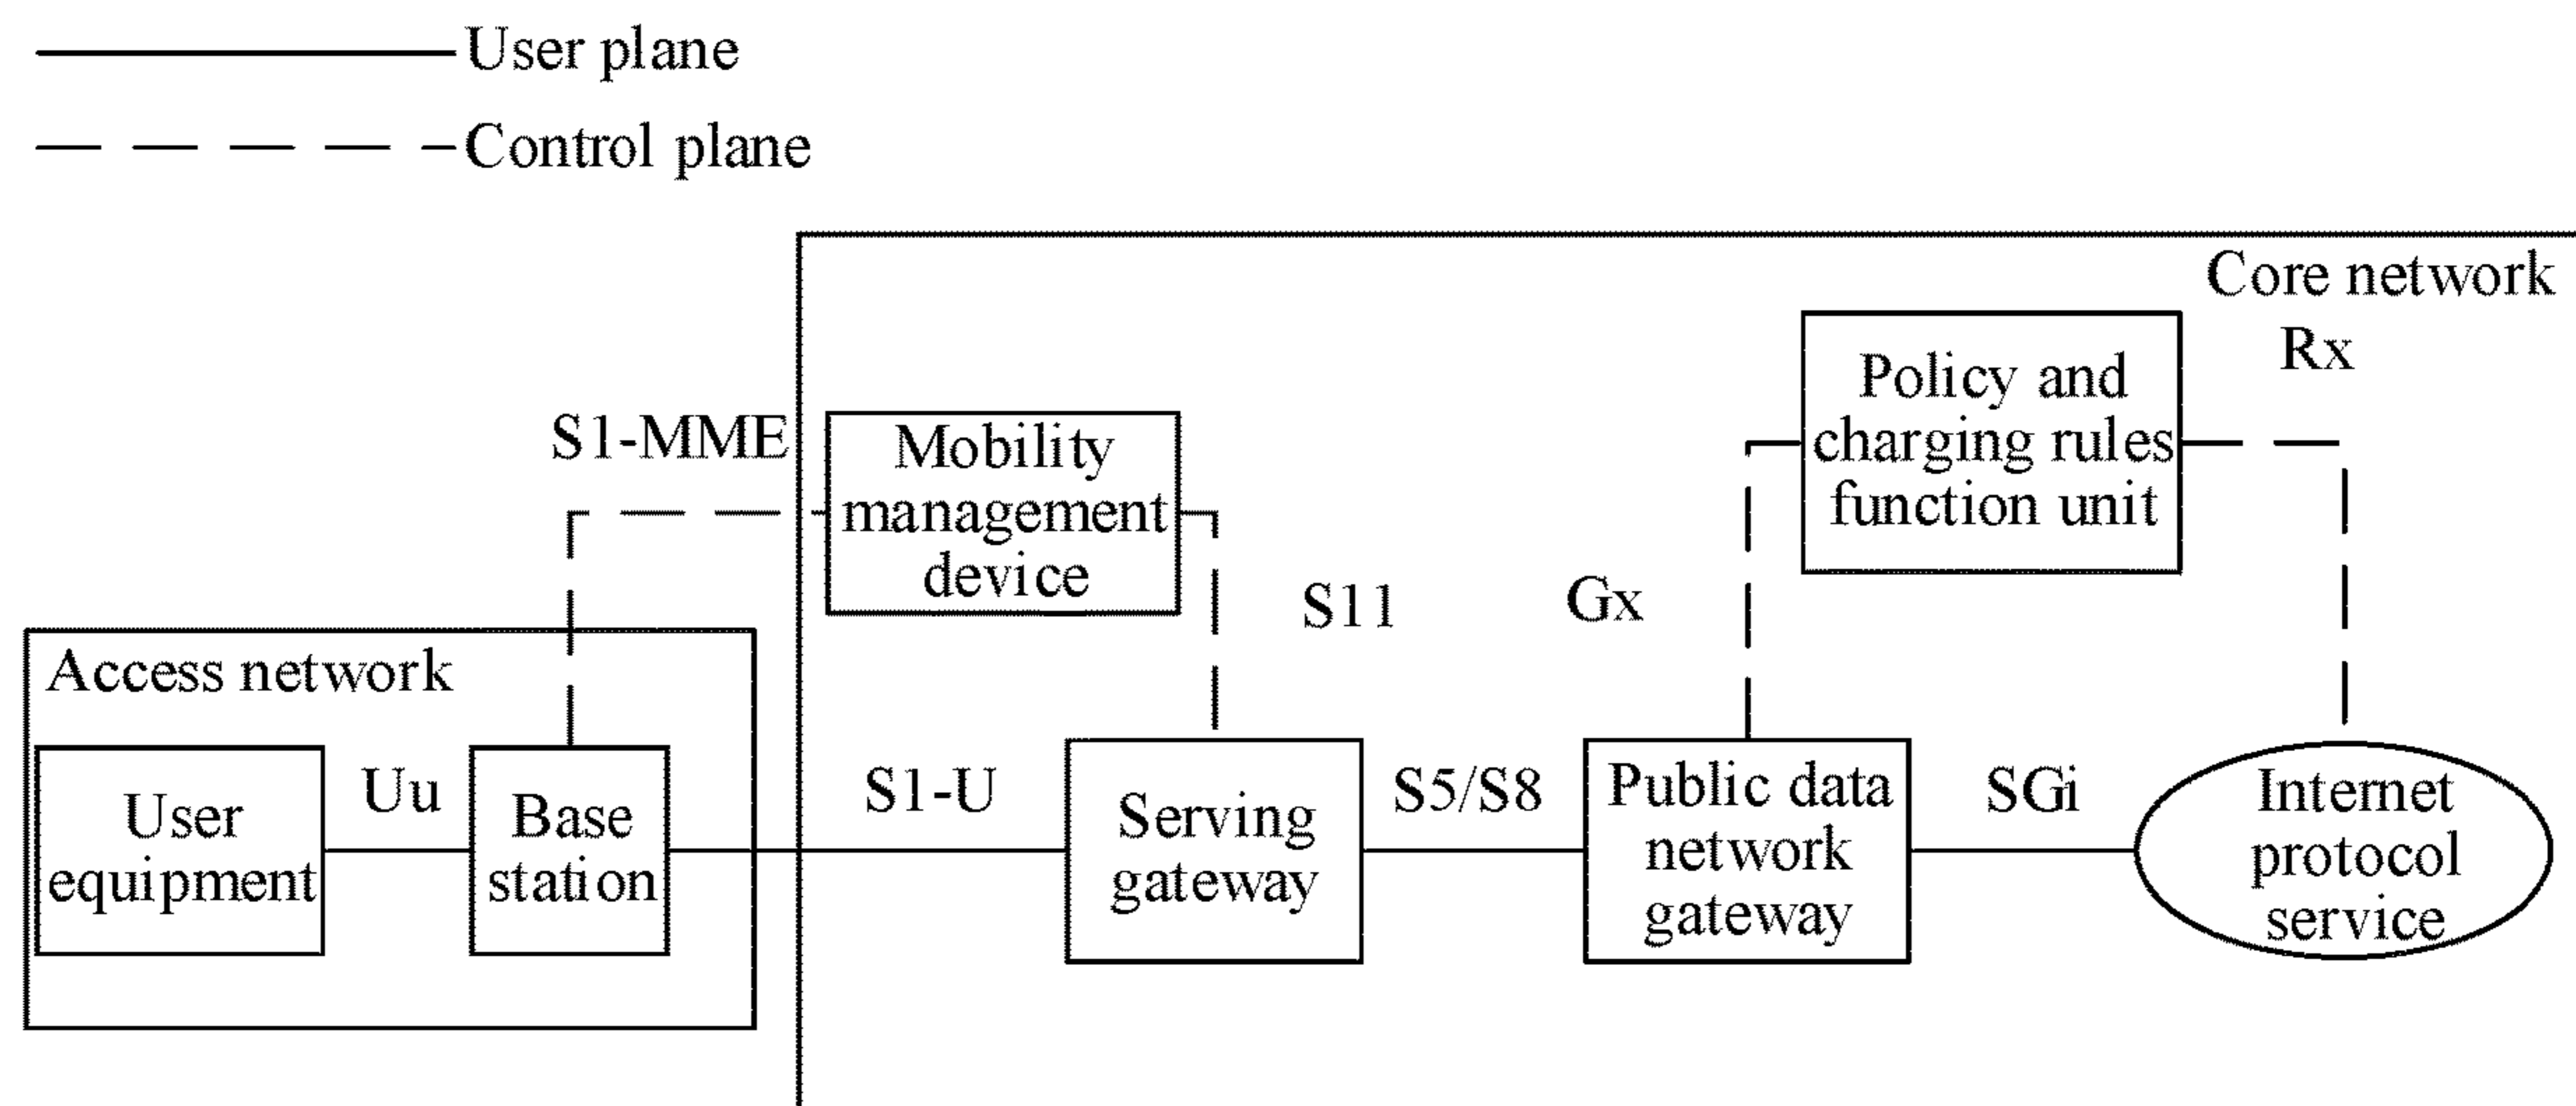 User plane
Control plane
Core network
Rx
Policy and
charging rules
function unit
S1-MME
Mobility
management
device
S11
Gx
Access network
User
equipment
Uu
Base
station
S1-U
Serving
gateway
S5/S8
Public data
network
gateway
SGi
Internet
protocol
service